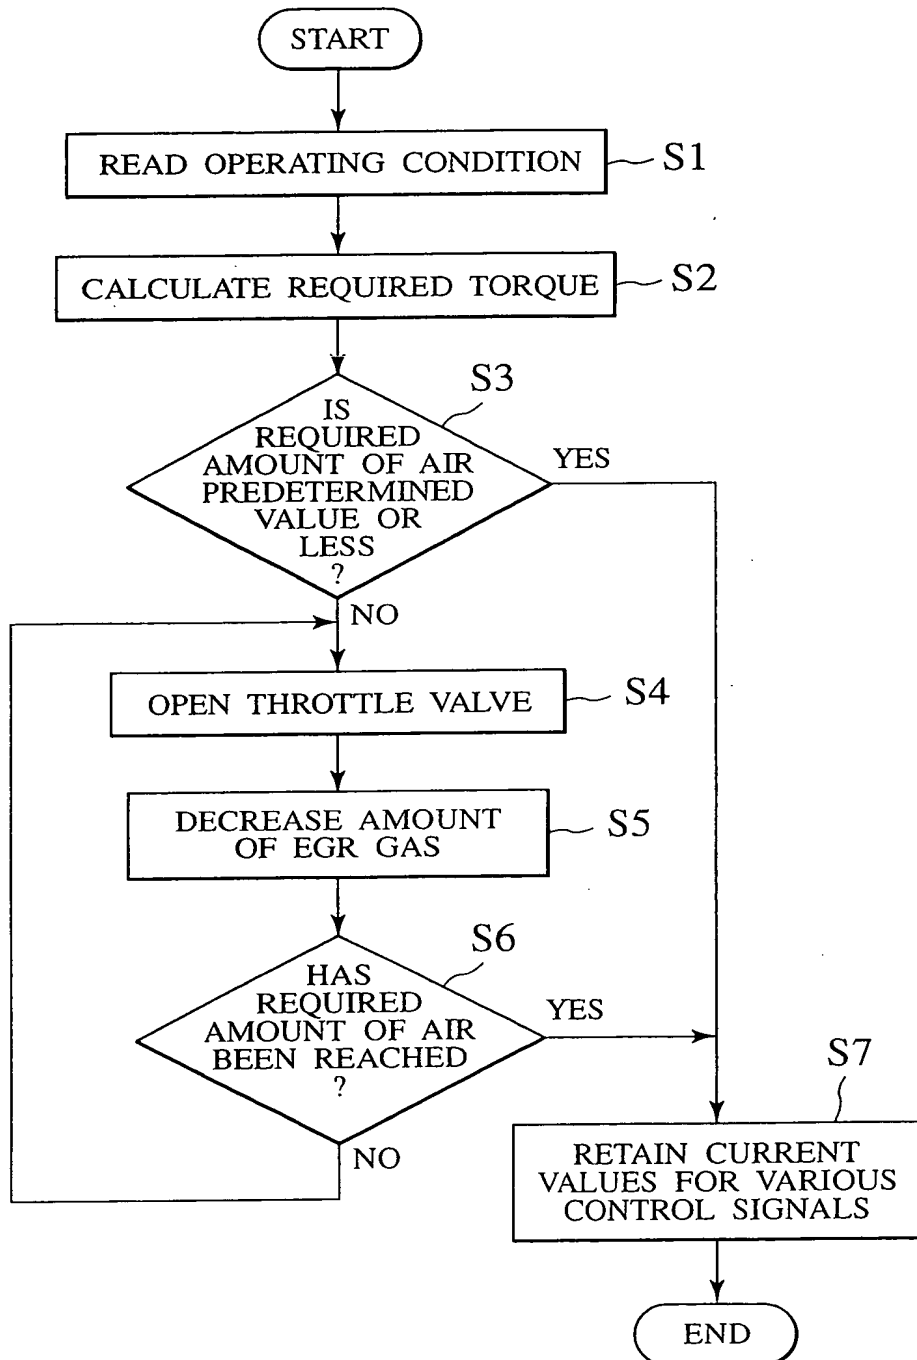 START
READ OPERATING CONDITION
S1
CALCULATE REQUIRED TORQUE
S2
S3
IS
REQUIRED
AMOUNT OF AIR
PREDETERMINED
VALUE OR
LESS
?
YES
NO
OPEN THROTTLE VALVE
S4
DECREASE AMOUNT
OF EGR GAS
S5
S6
HAS
REQUIRED
AMOUNT OF AIR
BEEN REACHED
?
YES
NO
S7
RETAIN CURRENT
VALUES FOR VARIOUS
CONTROL SIGNALS
END